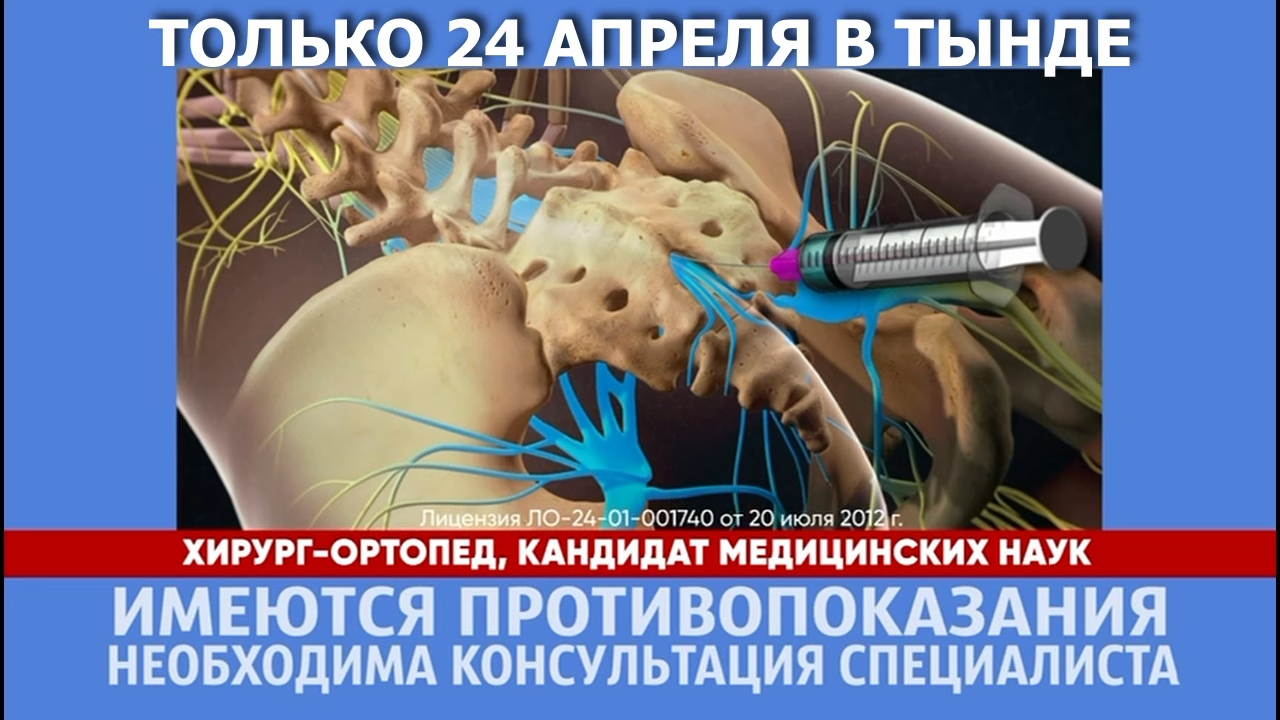 ТОЛЬКО 24 АПРЕЛЯ В ТЫНДЕ
Лицензия ЛО-24-01-001740 от 20 июля 2012 г.
ХИРУРГ-ОРТОПЕД, КАНДИДАТ МЕДИЦИНСКИХ НАУК
ИМЕЮТСЯ ПРОТИВОПОКАЗАНИЯ
НЕОБХОДИМА КОНСУЛЬТАЦИЯ СПЕЦИАЛИСТА